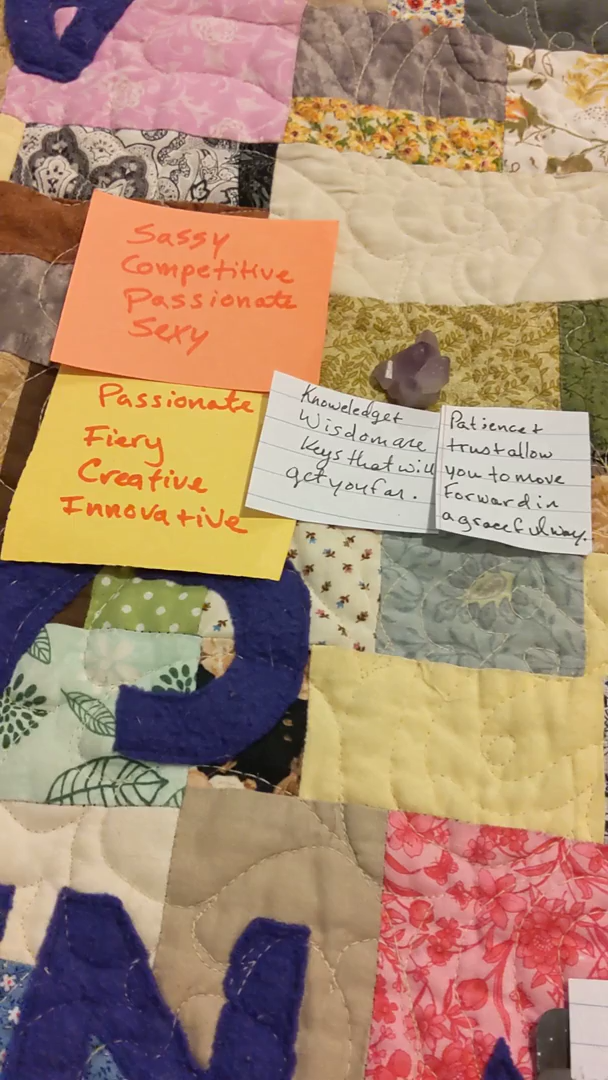 Sassy
Competitive
Passionate
Sexy
Passionate
Fiery
Creative
Innovative
Knoweledget
Wisdom are
Keys that will
get you far.
Patience +
trust allow
you to move
Forward in
a graceful way.
N